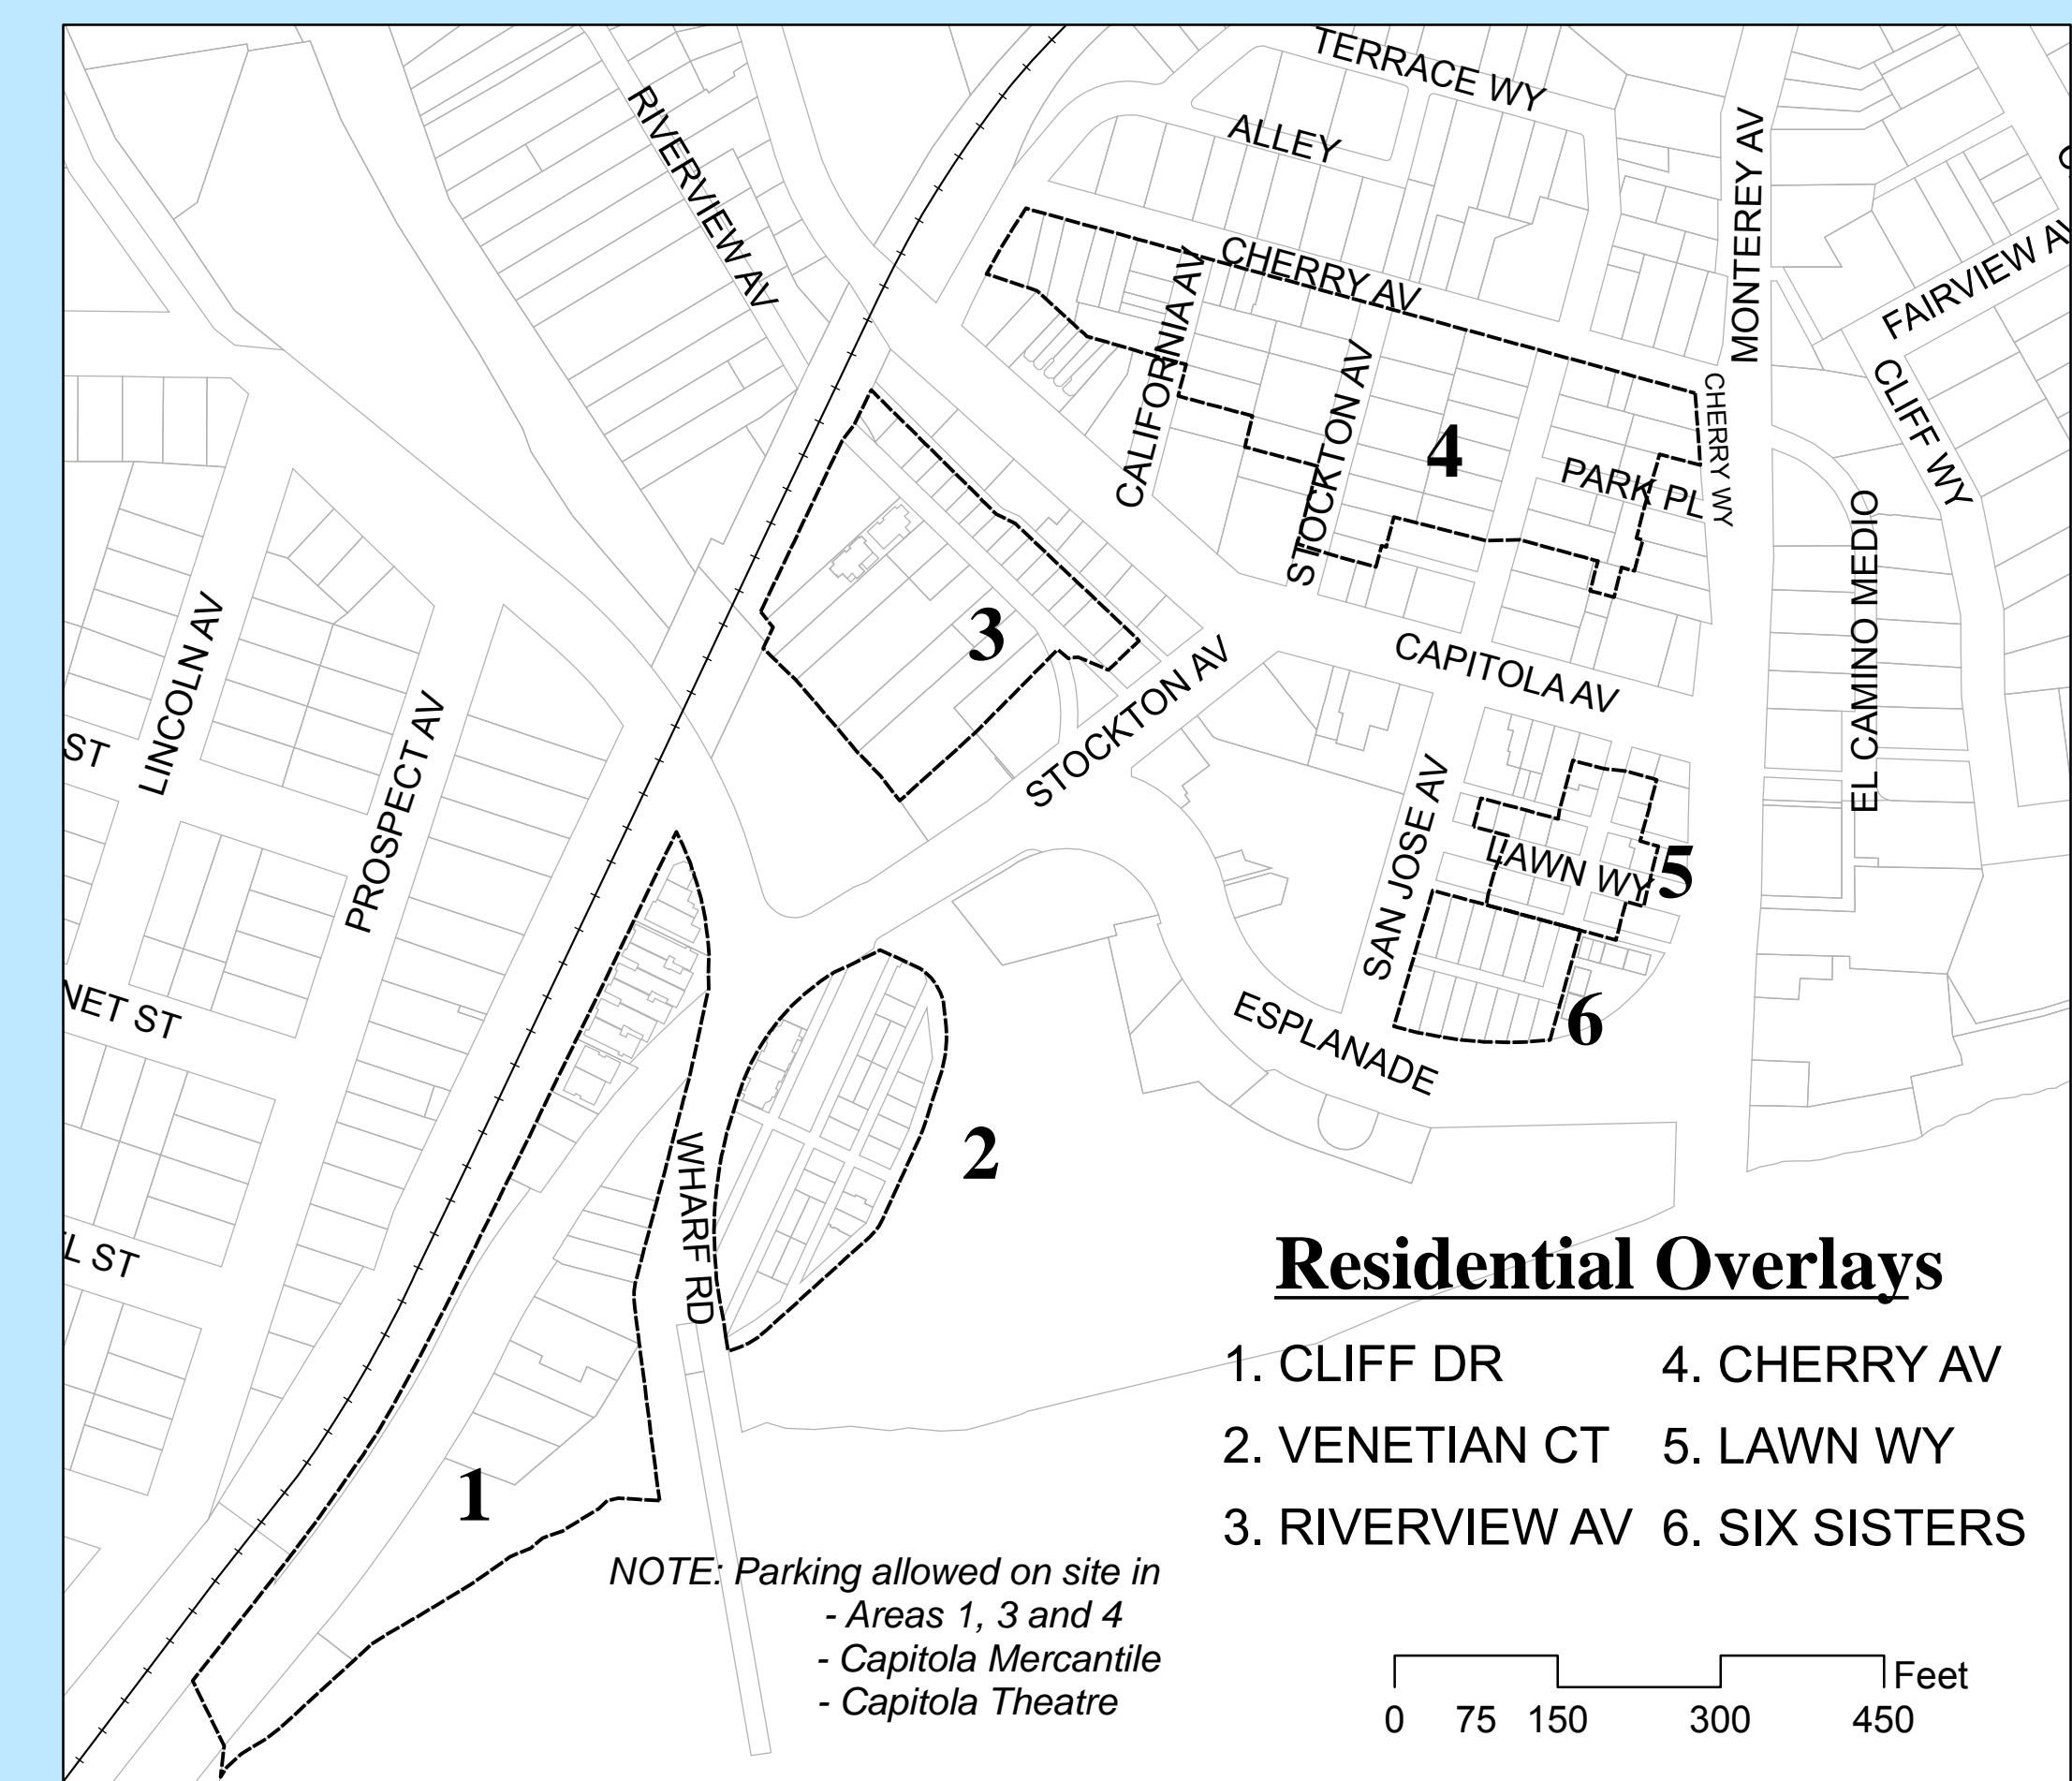 TERRACE WY
ALLEY
RIVERVIEW AV
MONTEREY AV
CHERRY AV
CALIFORNIA AV
FAIRVIEW AV
STOCKTON AV
CHERRY WY
CLIFF WY
4
PARK PL
EL CAMINO MEDIO
3
LINCOLN AV
CAPITOLA AV
STOCKTON AV
PROSPECT AV
ST
SAN JOSE AV
LAWN WY
5
NET ST
ESPLANADE
6
WHARF RD
2
L ST
1
Residential Overlays
1. CLIFF DR
2. VENETIAN CT
3. RIVERVIEW AV
4. CHERRY AV
5. LAWN WY
6. SIX SISTERS
NOTE: Parking allowed on site in
- Areas 1, 3 and 4
- Capitola Mercantile
- Capitola Theatre
Feet
0 75 150 300 450